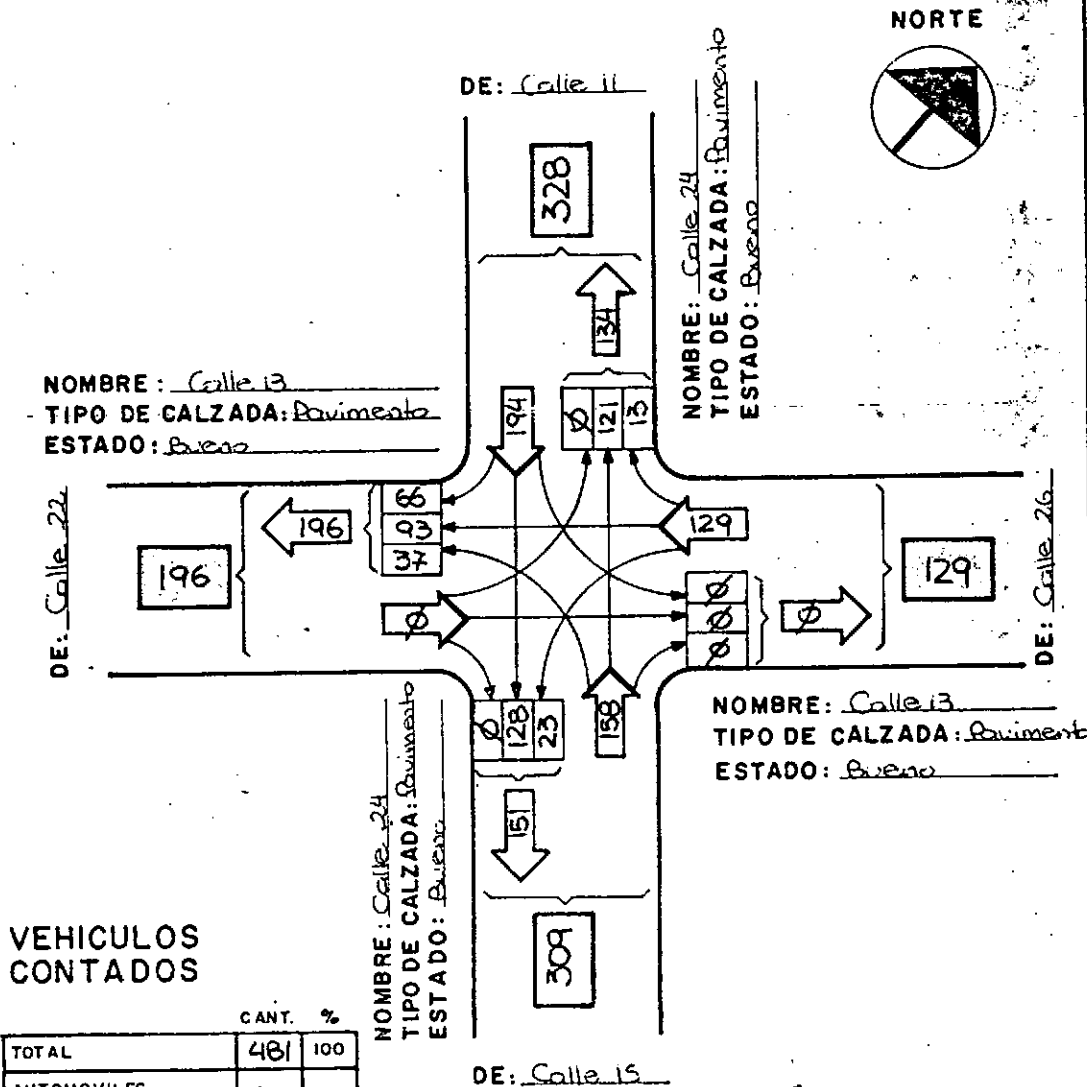 NORTE
DE: Calle 11
328
NOMBRE: Calle 24
TIPO DE CALZADA: Pavimento
ESTADO: Bueno
134
NOMBRE: Calle 13
TIPO DE CALZADA: Pavimento
ESTADO: Bueno
194
Ø 121 13
DE: Calle 22
196
196
66
93
37
129
129
DE: Calle 26
Ø
Ø
Ø
Ø
Ø
Ø 128 23
158
NOMBRE: Calle 13
TIPO DE CALZADA: Pavimento
ESTADO: Bueno
NOMBRE: Calle 24
TIPO DE CALZADA: Pavimento
ESTADO: Bueno
151
309
VEHICULOS
CONTADOS
CANT. %
TOTAL 481 100
AUTOMOVILES
DE: Calle 15